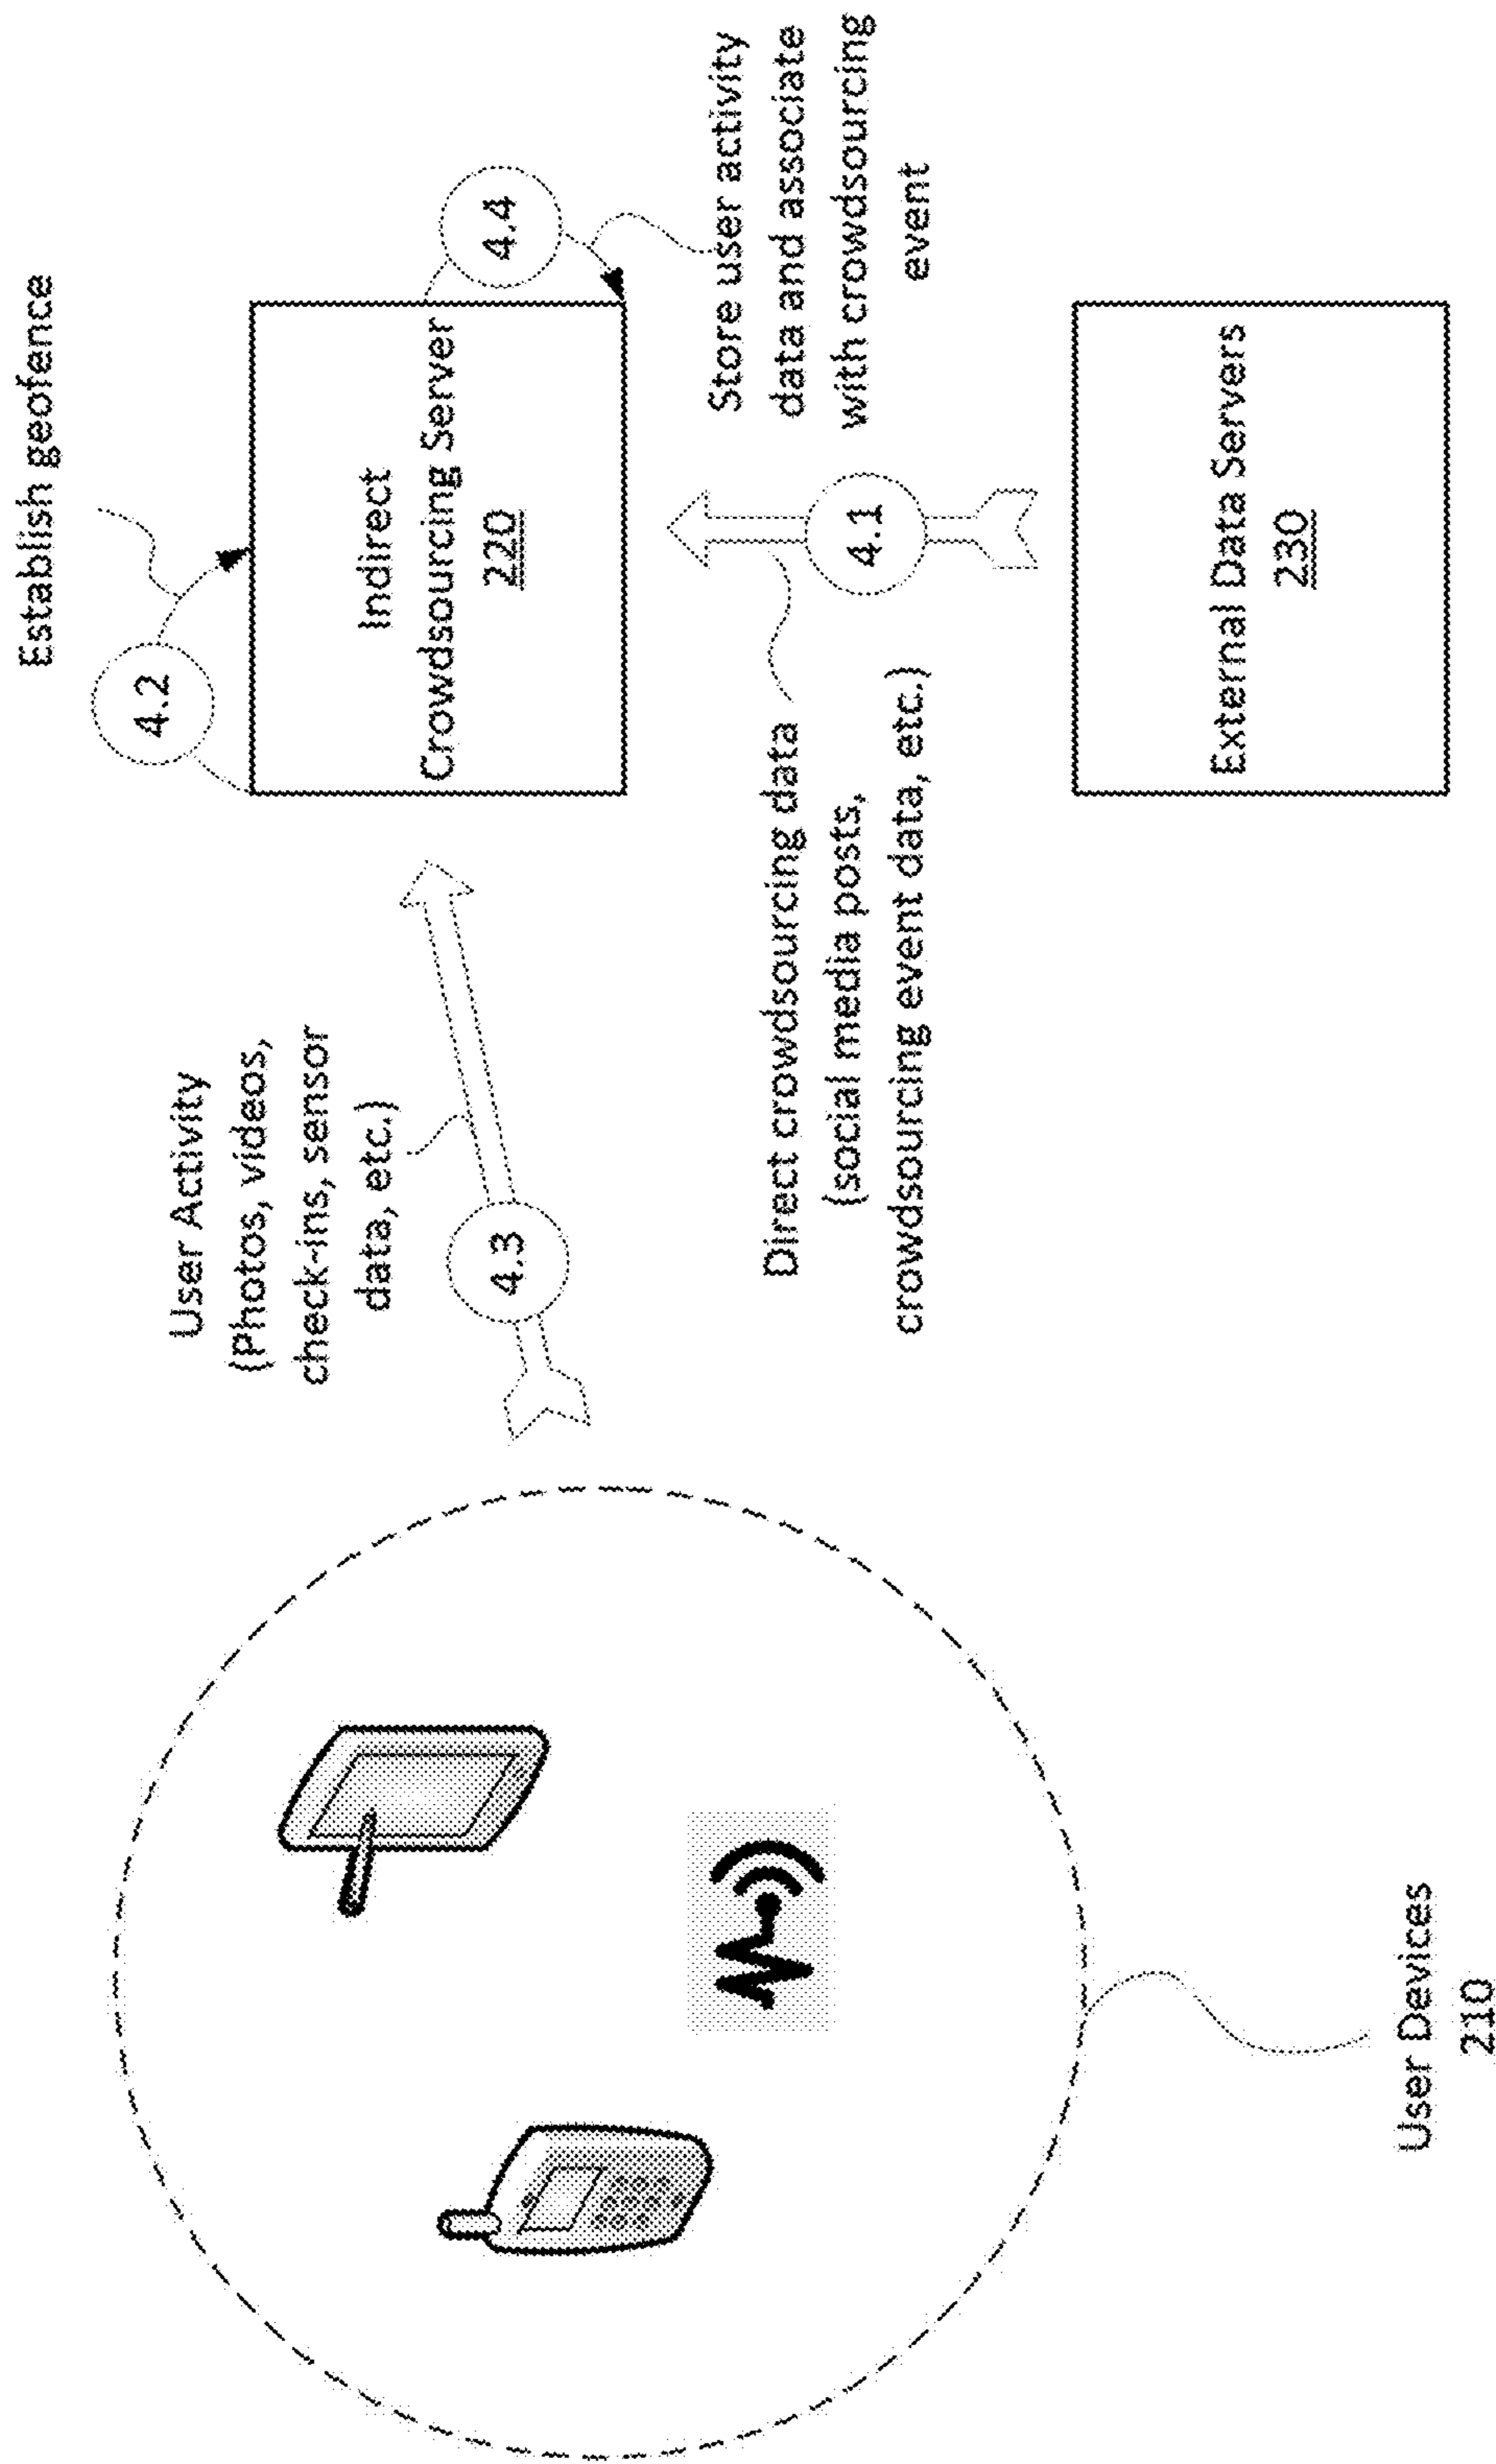 Establish geofence
4.2
Indirect
Crowdsourcing Server
220
4.4
Store user activity
data and associate
with crowdsourcing
event
User Activity
(Photos, videos,
check-ins, sensor
data, etc.)
4.3
4.1
Direct crowdsourcing data
(social media posts,
crowdsourcing event data, etc.)
External Data Servers
230
User Devices
210